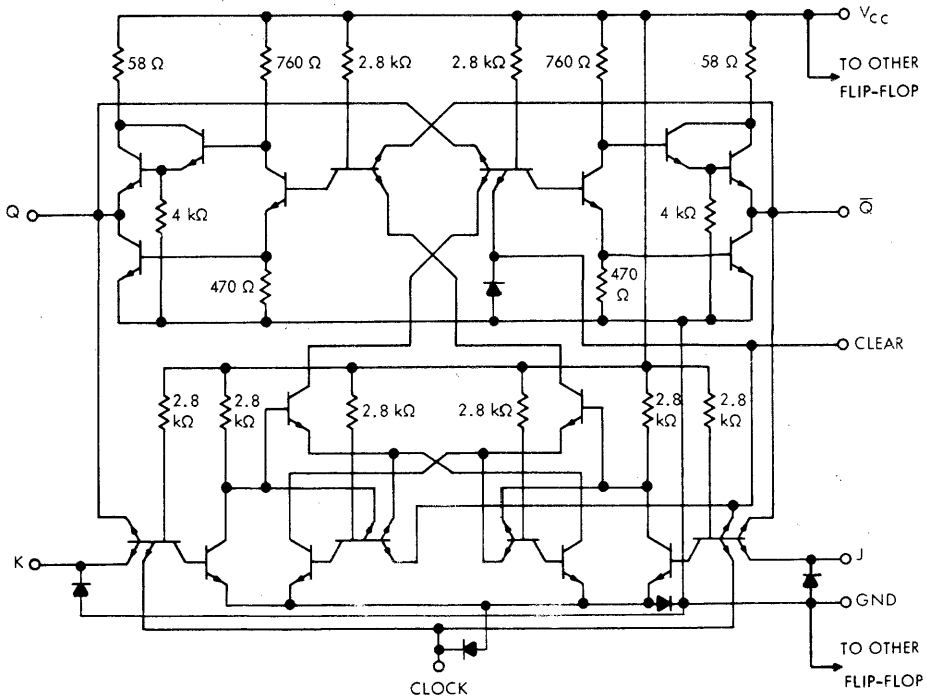 V CC
58 Ω
760 Ω
2.8 kΩ
2.8 kΩ
760 Ω
58 Ω
TO OTHER
FLIP-FLOP
Q
4 kΩ
4 kΩ
Q̅
470 Ω
470
Ω
CLEAR
2.8
kΩ
2.8
kΩ
2.8 kΩ
2.8 kΩ
2.8
kΩ
2.8
kΩ
K
J
GND
TO OTHER
FLIP-FLOP
CLOCK